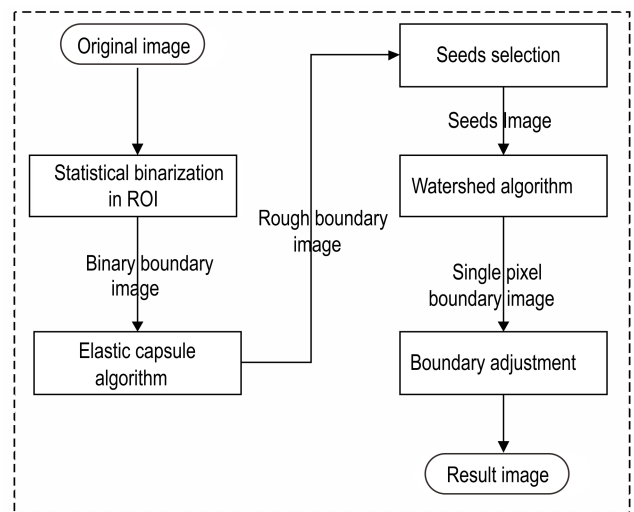 Original image
Statistical binarization
in ROI
Binary boundary
image
Elastic capsule
algorithm
Rough boundary
image
Seeds selection
Seeds Image
Watershed algorithm
Single pixel
boundary image
Boundary adjustment
Result image